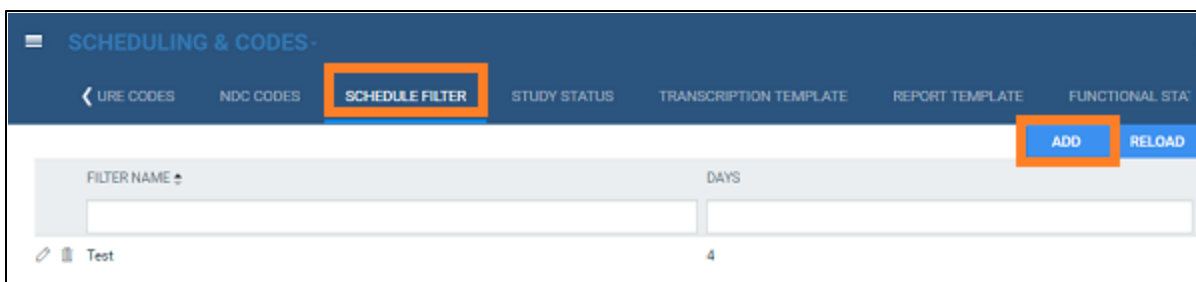 SCHEDULING & CODES-
URE CODES NDC CODES SCHEDULE FILTER STUDY STATUS TRANSCRIPTION TEMPLATE REPORT TEMPLATE FUNCTIONAL STAT
ADD RELOAD
FILTER NAME DAYS
Test 4